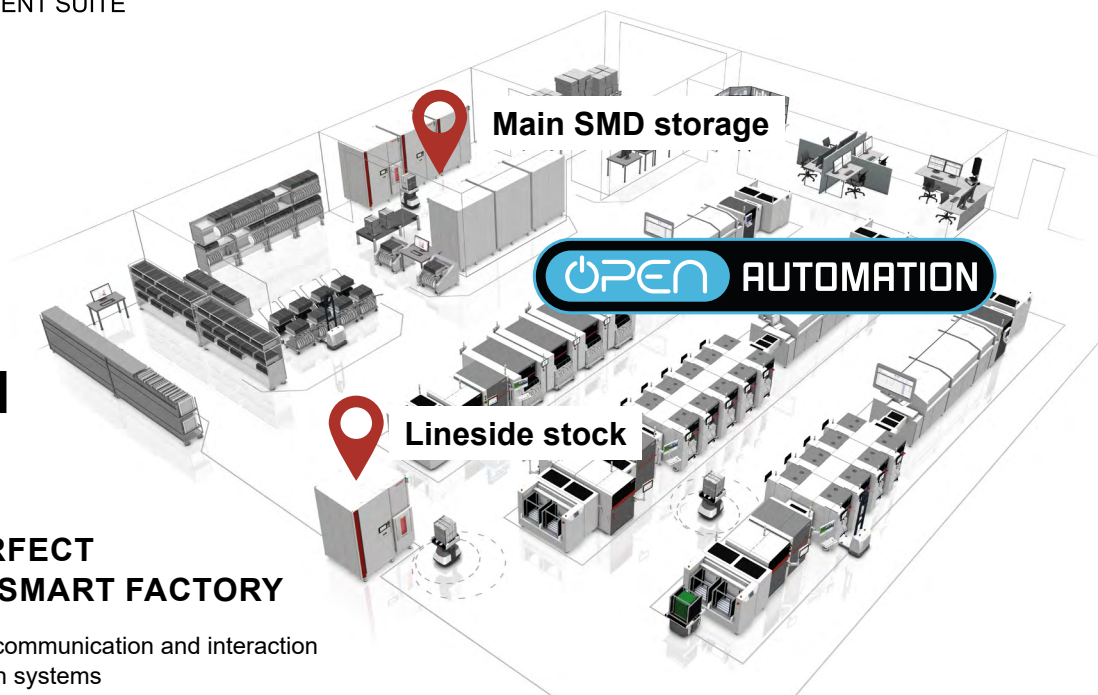 ENT SUITE
Main SMD storage
OPEN AUTOMATION
Lineside stock
RFECT
SMART FACTORY
communication and interaction
n systems